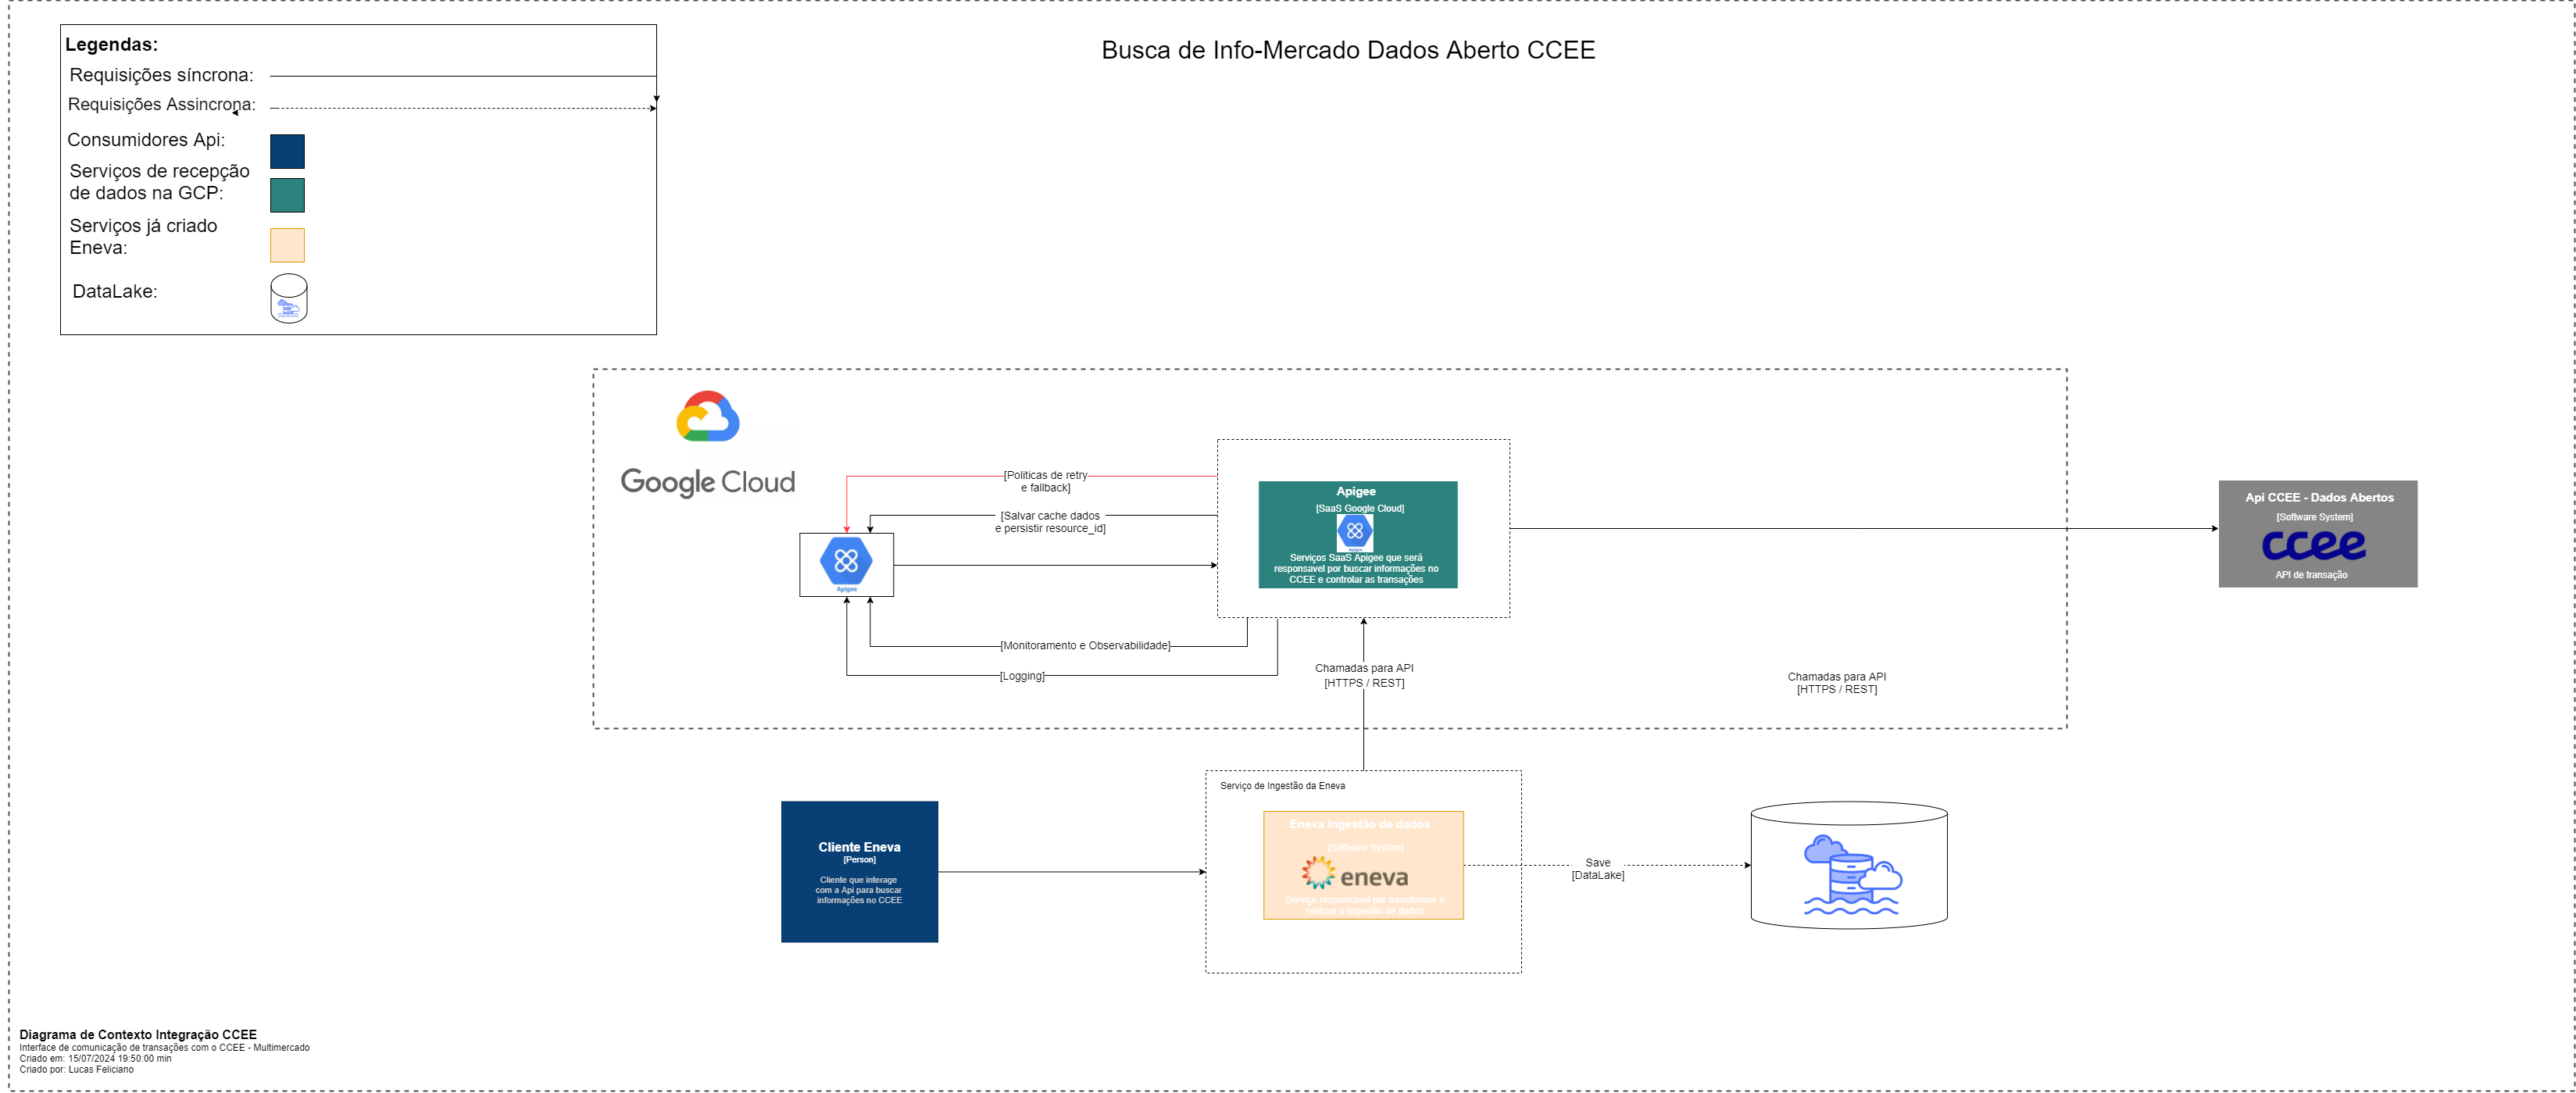 Busca de Info-Mercado Dados Aberto CCEE
Legendas:
Requisições síncrona:
Requisições Assincrona:
Consumidores Api:
Serviços de recepção
de dados na GCP:
Serviços já criado
Eneva:
DataLake:
Google Cloud
[Politicas de retry
e fallback]
[Salvar cache dados
e persistir resource_id]
Apigee
[Monitoramento e Observabilidade]
[Logging]
Apigee
[SaaS Google Cloud]
Apigee
Serviços SaaS Apigee que será
responsavel por buscar informações no
CCEE e controlar as transações
Chamadas para API
[HTTPS / REST]
Chamadas para API
[HTTPS / REST]
Api CCEE - Dados Abertos
[Software System]
ccee
API de transação
Cliente Eneva
[Person]
Cliente que interage
com a Api para buscar
informações no CCEE
Serviço de Ingestão da Eneva
Eneva Ingestão de dados
[Software System]
eneva
Serviço responsável por transformar e
realizar a ingestão de dados
Save
[DataLake]
Diagrama de Contexto Integração CCEE
Interface de comunicação de transações com o CCEE - Multimercado
Criado em: 15/07/2024 19:50:00 min
Criado por: Lucas Feliciano